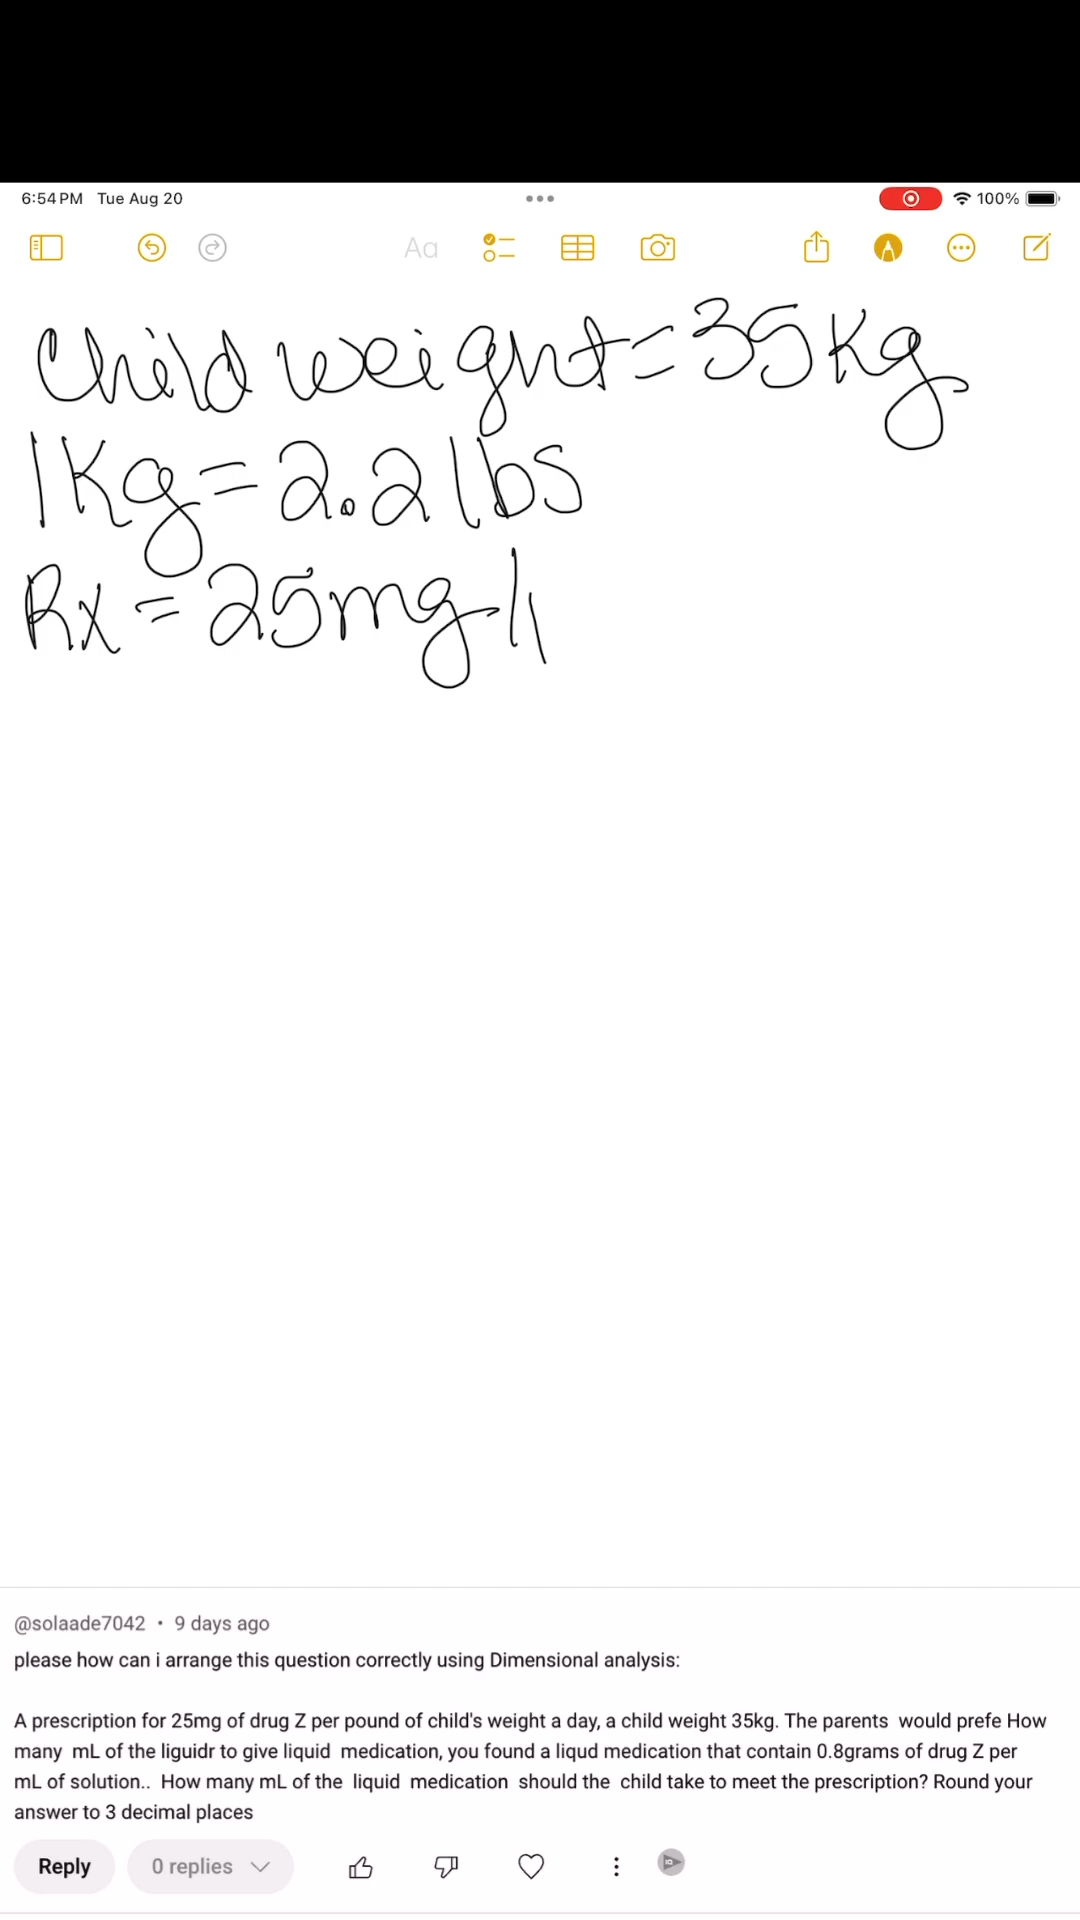 6:54 PM Tue Aug 20
100%
Aa
Child weight=35Kg
1Kg=2.2lbs
Rx=25mg
@solaade7042 • 9 days ago
please how can i arrange this question correctly using Dimensional analysis:
A prescription for 25mg of drug Z per pound of child's weight a day, a child weight 35kg. The parents would prefe How
many mL of the liguidr to give liquid medication, you found a liqud medication that contain 0.8grams of drug Z per
mL of solution.. How many mL of the liquid medication should the child take to meet the prescription? Round your
answer to 3 decimal places
Reply 0 replies